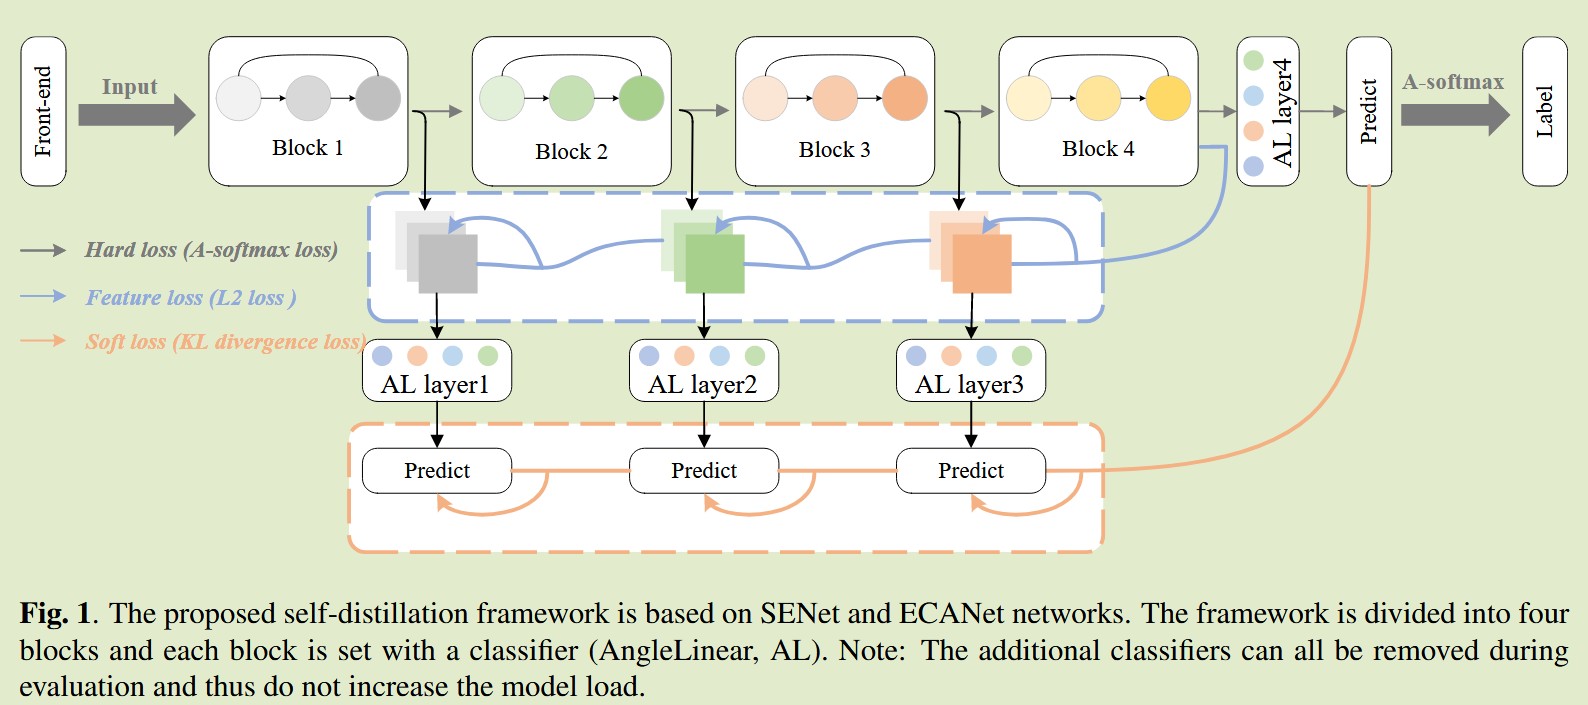 Front-end
Input
Block 1
Block 2
Block 3
Block 4
AL layer4
Predict
A-softmax
Label
Hard loss (A-softmax loss)
Feature loss (L2 loss )
Soft loss (KL divergence loss)
AL layer1
AL layer2
AL layer3
Predict
Predict
Predict
Fig. 1. The proposed self-distillation framework is based on SENet and ECANet networks. The framework is divided into four
blocks and each block is set with a classifier (AngleLinear, AL). Note: The additional classifiers can all be removed during
evaluation and thus do not increase the model load.